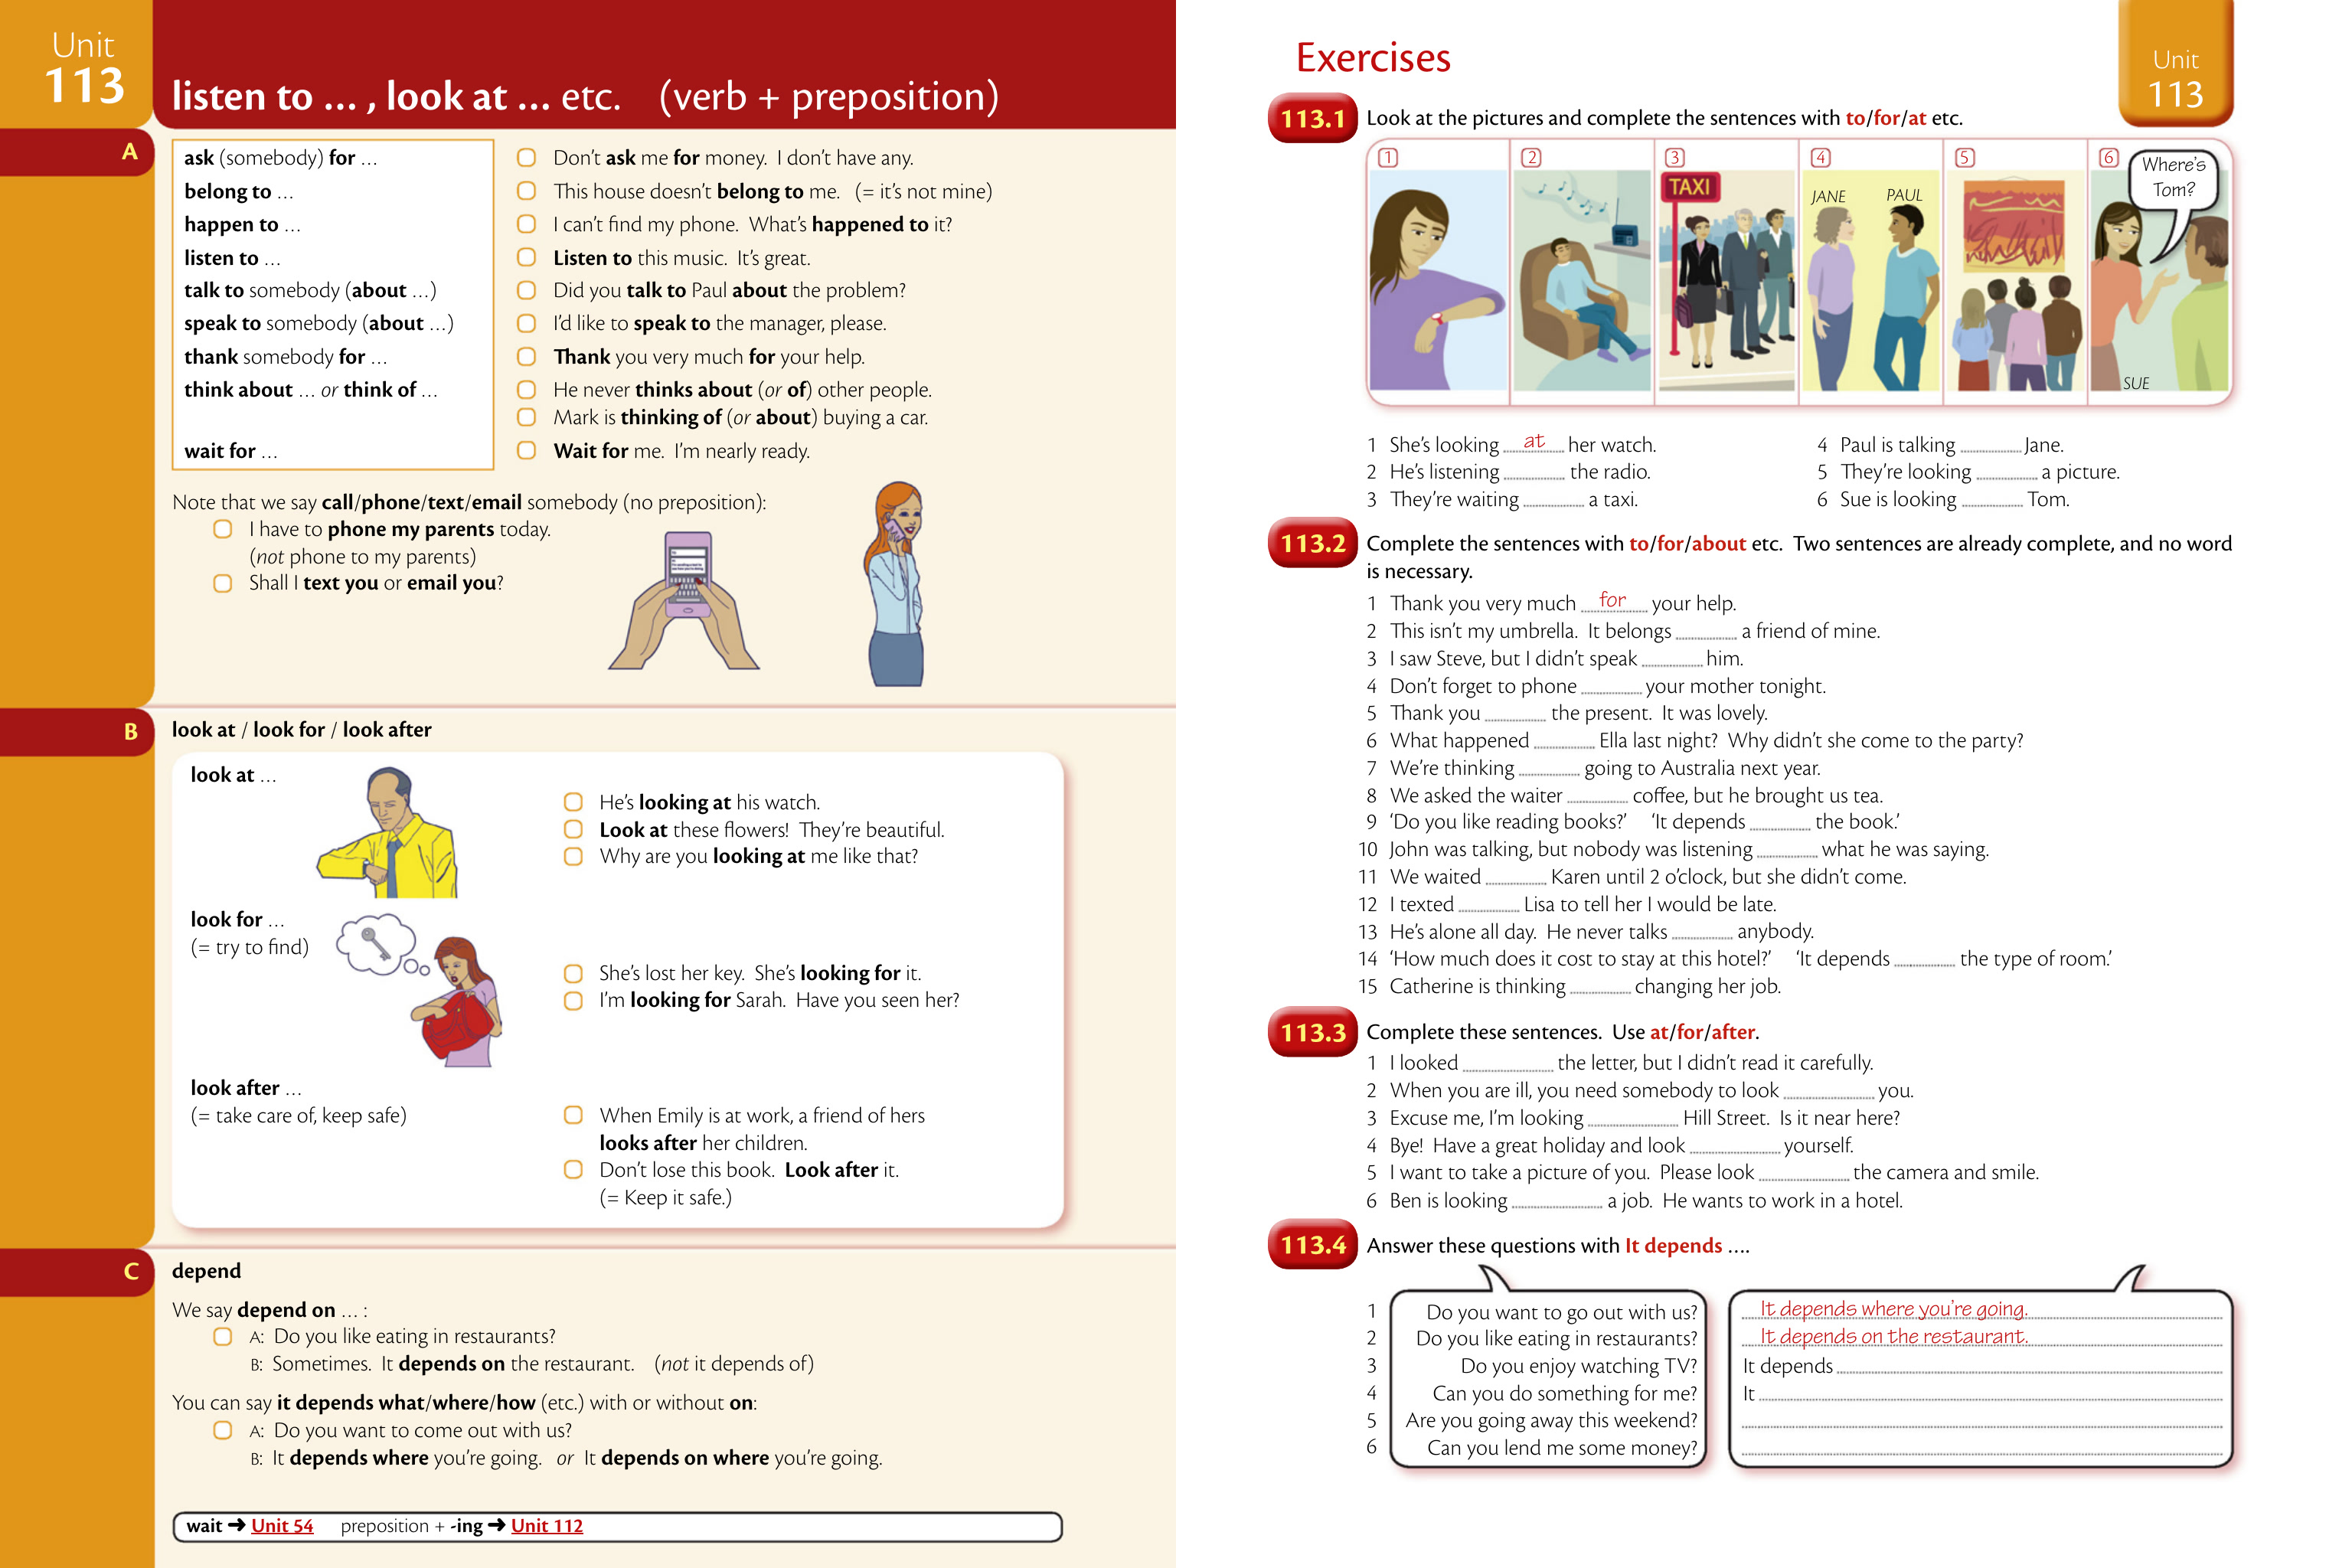 Unit
113
listen to … , look at … etc. (verb + preposition)
A
ask (somebody) for …
belong to …
happen to …
listen to …
talk to somebody (about …)
speak to somebody (about …)
thank somebody for …
think about … or think of …
wait for …
Don't ask me for money. I don't have any.
This house doesn't belong to me. (= it's not mine)
I can't find my phone. What's happened to it?
Listen to this music. It's great.
Did you talk to Paul about the problem?
I'd like to speak to the manager, please.
Thank you very much for your help.
He never thinks about (or of) other people.
Mark is thinking of (or about) buying a car.
Wait for me. I'm nearly ready.
Note that we say call/phone/text/email somebody (no preposition):
I have to phone my parents today.
(not phone to my parents)
Shall I text you or email you?
B
look at / look for / look after
look at …
He's looking at his watch.
Look at these flowers! They're beautiful.
Why are you looking at me like that?
look for …
(= try to find)
She's lost her key. She's looking for it.
I'm looking for Sarah. Have you seen her?
look after …
(= take care of, keep safe)
When Emily is at work, a friend of hers
looks after her children.
Don't lose this book. Look after it.
(= Keep it safe.)
C
depend
We say depend on … :
A: Do you like eating in restaurants?
B: Sometimes. It depends on the restaurant. (not it depends of)
You can say it depends what/where/how (etc.) with or without on:
A: Do you want to come out with us?
B: It depends where you're going. or It depends on where you're going.
wait ➜ Unit 54 preposition + -ing ➜ Unit 112
Exercises
Unit
113
113.1 Look at the pictures and complete the sentences with to/for/at etc.
1 2 3 4 5 6
TAXI
JANE PAUL
Where's
Tom?
SUE
1 She's looking at her watch.
2 He's listening the radio.
3 They're waiting a taxi.
4 Paul is talking Jane.
5 They're looking a picture.
6 Sue is looking Tom.
113.2 Complete the sentences with to/for/about etc. Two sentences are already complete, and no word
is necessary.
1 Thank you very much for your help.
2 This isn't my umbrella. It belongs a friend of mine.
3 I saw Steve, but I didn't speak him.
4 Don't forget to phone your mother tonight.
5 Thank you the present. It was lovely.
6 What happened Ella last night? Why didn't she come to the party?
7 We're thinking going to Australia next year.
8 We asked the waiter coffee, but he brought us tea.
9 'Do you like reading books?' 'It depends the book.'
10 John was talking, but nobody was listening what he was saying.
11 We waited Karen until 2 o'clock, but she didn't come.
12 I texted Lisa to tell her I would be late.
13 He's alone all day. He never talks anybody.
14 'How much does it cost to stay at this hotel?' 'It depends the type of room.'
15 Catherine is thinking changing her job.
113.3 Complete these sentences. Use at/for/after.
1 I looked the letter, but I didn't read it carefully.
2 When you are ill, you need somebody to look you.
3 Excuse me, I'm looking Hill Street. Is it near here?
4 Bye! Have a great holiday and look yourself.
5 I want to take a picture of you. Please look the camera and smile.
6 Ben is looking a job. He wants to work in a hotel.
113.4 Answer these questions with It depends ….
1 Do you want to go out with us? It depends where you're going.
2 Do you like eating in restaurants? It depends on the restaurant.
3 Do you enjoy watching TV? It depends
4 Can you do something for me? It
5 Are you going away this weekend?
6 Can you lend me some money?